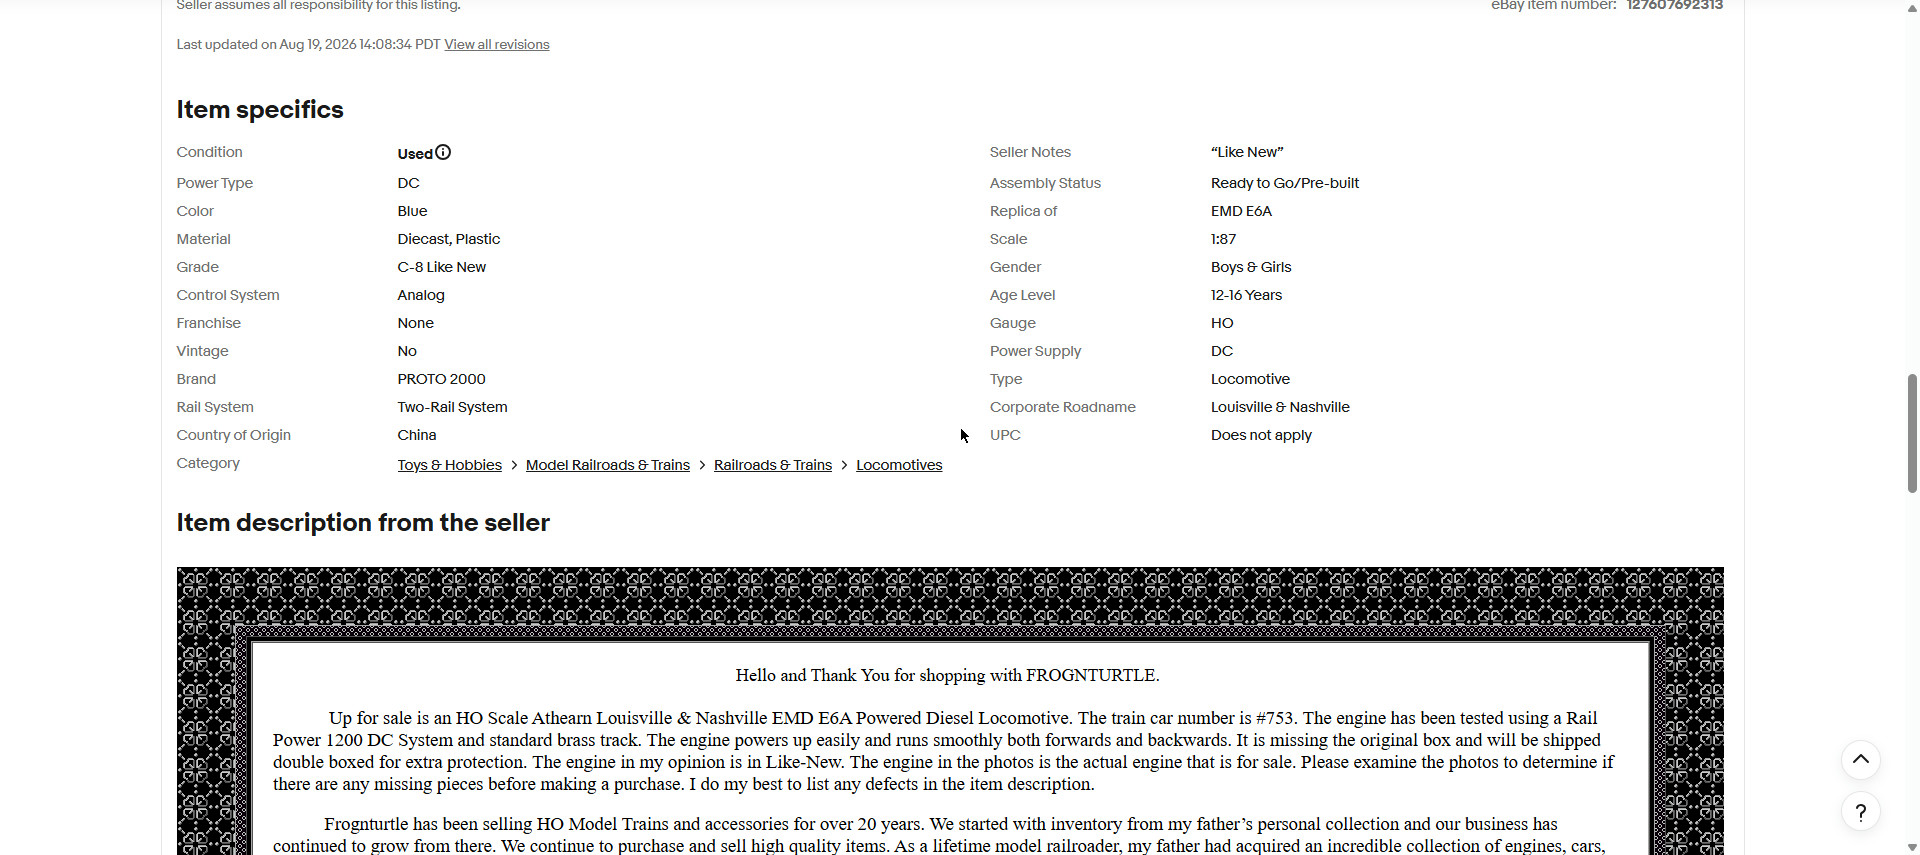 Seller assumes all responsibility for this listing.
eBay item number: 127607692313
Last updated on Aug 19, 2026 14:08:34 PDT View all revisions
Item specifics
Condition Used Seller Notes “Like New”
Power Type DC Assembly Status Ready to Go/Pre-built
Color Blue Replica of EMD E6A
Material Diecast, Plastic Scale 1:87
Grade C-8 Like New Gender Boys & Girls
Control System Analog Age Level 12-16 Years
Franchise None Gauge HO
Vintage No Power Supply DC
Brand PROTO 2000 Type Locomotive
Rail System Two-Rail System Corporate Roadname Louisville & Nashville
Country of Origin China UPC Does not apply
Category Toys & Hobbies > Model Railroads & Trains > Railroads & Trains > Locomotives
Item description from the seller
Hello and Thank You for shopping with FROGNTURTLE.
Up for sale is an HO Scale Athearn Louisville & Nashville EMD E6A Powered Diesel Locomotive. The train car number is #753. The engine has been tested using a Rail
Power 1200 DC System and standard brass track. The engine powers up easily and runs smoothly both forwards and backwards. It is missing the original box and will be shipped
double boxed for extra protection. The engine in my opinion is in Like-New. The engine in the photos is the actual engine that is for sale. Please examine the photos to determine if
there are any missing pieces before making a purchase. I do my best to list any defects in the item description.
Frognturtle has been selling HO Model Trains and accessories for over 20 years. We started with inventory from my father’s personal collection and our business has
continued to grow from there. We continue to purchase and sell high quality items. As a lifetime model railroader, my father had acquired an incredible collection of engines, cars,
?